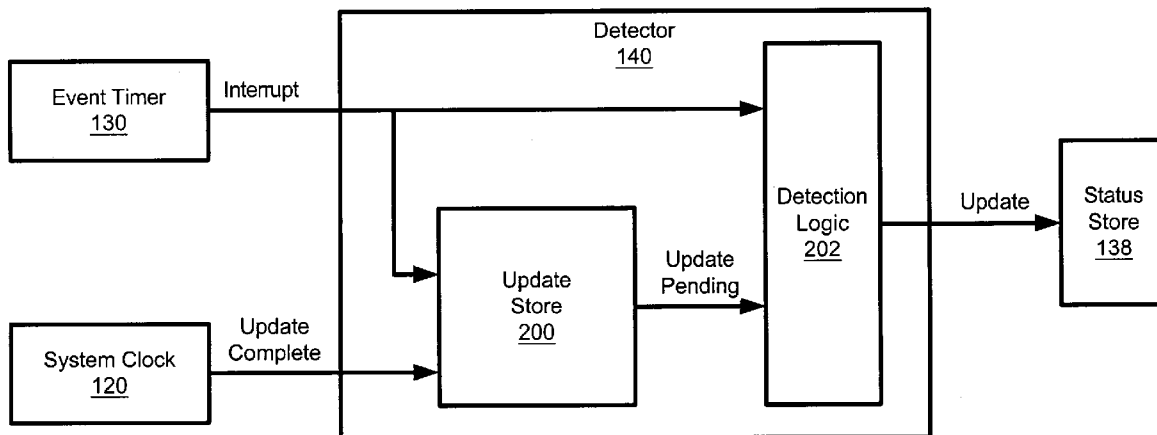 Detector
140
Event Timer
130
Interrupt
Detection
Logic
202
Update
Status
Store
138
Update
Store
200
Update
Pending
System Clock
120
Update
Complete